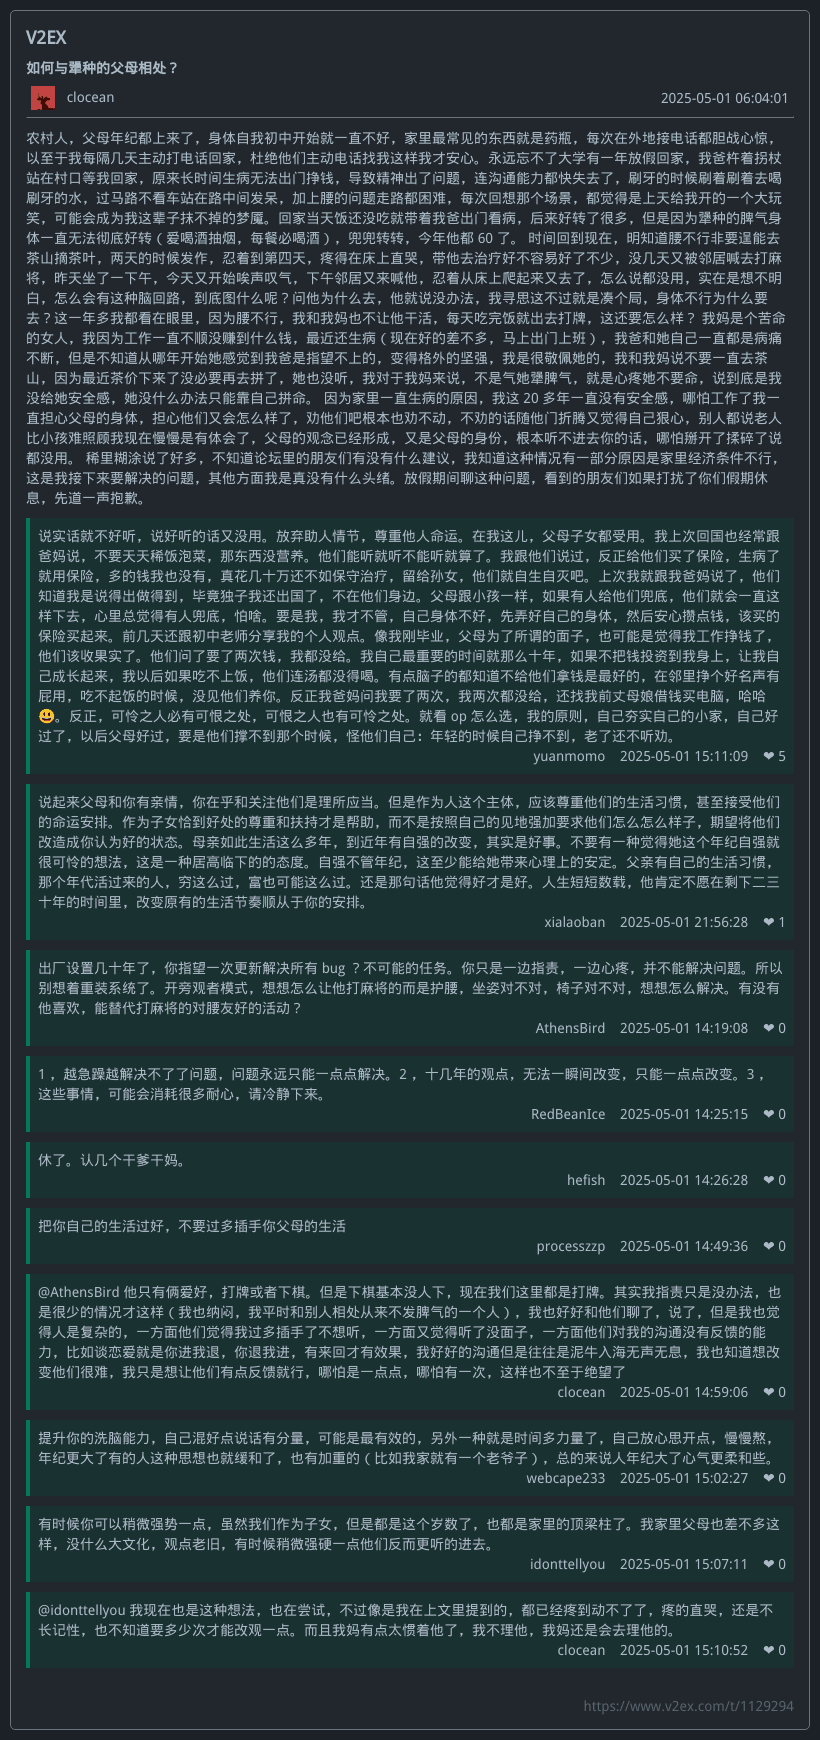 V2EX
如何与犟种的父母相处？
clocean
2025-05-01 06:04:01
农村人，父母年纪都上来了，身体自我初中开始就一直不好，家里最常见的东西就是药瓶，每次在外地接电话都胆战心惊，
以至于我每隔几天主动打电话回家，杜绝他们主动电话找我这样我才安心。永远忘不了大学有一年放假回家，我爸杵着拐杖
站在村口等我回家，原来长时间生病无法出门挣钱，导致精神出了问题，连沟通能力都快失去了，刷牙的时候刷着刷着去喝
刷牙的水，过马路不看车站在路中间发呆，加上腰的问题走路都困难，每次回想那个场景，都觉得是上天给我开的一个大玩
笑，可能会成为我这辈子抹不掉的梦魇。回家当天饭还没吃就带着我爸出门看病，后来好转了很多，但是因为犟种的脾气身
体一直无法彻底好转（爱喝酒抽烟，每餐必喝酒），兜兜转转，今年他都 60 了。 时间回到现在，明知道腰不行非要逞能去
茶山摘茶叶，两天的时候发作，忍着到第四天，疼得在床上直哭，带他去治疗好不容易好了不少，没几天又被邻居喊去打麻
将，昨天坐了一下午，今天又开始唉声叹气，下午邻居又来喊他，忍着从床上爬起来又去了，怎么说都没用，实在是想不明
白，怎么会有这种脑回路，到底图什么呢？问他为什么去，他就说没办法，我寻思这不过就是凑个局，身体不行为什么要
去？这一年多我都看在眼里，因为腰不行，我和我妈也不让他干活，每天吃完饭就出去打牌，这还要怎么样？ 我妈是个苦命
的女人，我因为工作一直不顺没赚到什么钱，最近还生病（现在好的差不多，马上出门上班），我爸和她自己一直都是病痛
不断，但是不知道从哪年开始她感觉到我爸是指望不上的，变得格外的坚强，我是很敬佩她的，我和我妈说不要一直去茶
山，因为最近茶价下来了没必要再去拼了，她也没听，我对于我妈来说，不是气她犟脾气，就是心疼她不要命，说到底是我
没给她安全感，她没什么办法只能靠自己拼命。 因为家里一直生病的原因，我这 20 多年一直没有安全感，哪怕工作了我一
直担心父母的身体，担心他们又会怎么样了，劝他们吧根本也劝不动，不劝的话随他们折腾又觉得自己狠心，别人都说老人
比小孩难照顾我现在慢慢是有体会了，父母的观念已经形成，又是父母的身份，根本听不进去你的话，哪怕掰开了揉碎了说
都没用。 稀里糊涂说了好多，不知道论坛里的朋友们有没有什么建议，我知道这种情况有一部分原因是家里经济条件不行，
这是我接下来要解决的问题，其他方面我是真没有什么头绪。放假期间聊这种问题，看到的朋友们如果打扰了你们假期休
息，先道一声抱歉。
说实话就不好听，说好听的话又没用。放弃助人情节，尊重他人命运。在我这儿，父母子女都受用。我上次回国也经常跟
爸妈说，不要天天稀饭泡菜，那东西没营养。他们能听就听不能听就算了。我跟他们说过，反正给他们买了保险，生病了
就用保险，多的钱我也没有，真花几十万还不如保守治疗，留给孙女，他们就自生自灭吧。上次我就跟我爸妈说了，他们
知道我是说得出做得到，毕竟独子我还出国了，不在他们身边。父母跟小孩一样，如果有人给他们兜底，他们就会一直这
样下去，心里总觉得有人兜底，怕啥。要是我，我才不管，自己身体不好，先弄好自己的身体，然后安心攒点钱，该买的
保险买起来。前几天还跟初中老师分享我的个人观点。像我刚毕业，父母为了所谓的面子，也可能是觉得我工作挣钱了，
他们该收果实了。他们问了要了两次钱，我都没给。我自己最重要的时间就那么十年，如果不把钱投资到我身上，让我自
己成长起来，我以后如果吃不上饭，他们连汤都没得喝。有点脑子的都知道不给他们拿钱是最好的，在邻里挣个好名声有
屁用，吃不起饭的时候，没见他们养你。反正我爸妈问我要了两次，我两次都没给，还找我前丈母娘借钱买电脑，哈哈
😃。反正，可怜之人必有可恨之处，可恨之人也有可怜之处。就看 op 怎么选，我的原则，自己夯实自己的小家，自己好
过了，以后父母好过，要是他们撑不到那个时候，怪他们自己：年轻的时候自己挣不到，老了还不听劝。
yuanmomo 2025-05-01 15:11:09 ❤ 5
说起来父母和你有亲情，你在乎和关注他们是理所应当。但是作为人这个主体，应该尊重他们的生活习惯，甚至接受他们
的命运安排。作为子女恰到好处的尊重和扶持才是帮助，而不是按照自己的见地强加要求他们怎么怎么样子，期望将他们
改造成你认为好的状态。母亲如此生活这么多年，到近年有自强的改变，其实是好事。不要有一种觉得她这个年纪自强就
很可怜的想法，这是一种居高临下的的态度。自强不管年纪，这至少能给她带来心理上的安定。父亲有自己的生活习惯，
那个年代活过来的人，穷这么过，富也可能这么过。还是那句话他觉得好才是好。人生短短数载，他肯定不愿在剩下二三
十年的时间里，改变原有的生活节奏顺从于你的安排。
xialaoban 2025-05-01 21:56:28 ❤ 1
出厂设置几十年了，你指望一次更新解决所有 bug ？不可能的任务。你只是一边指责，一边心疼，并不能解决问题。所以
别想着重装系统了。开旁观者模式，想想怎么让他打麻将的而是护腰，坐姿对不对，椅子对不对，想想怎么解决。有没有
他喜欢，能替代打麻将的对腰友好的活动？
AthensBird 2025-05-01 14:19:08 ❤ 0
1 ，越急躁越解决不了了问题，问题永远只能一点点解决。2 ，十几年的观点，无法一瞬间改变，只能一点点改变。3 ，
这些事情，可能会消耗很多耐心，请冷静下来。
RedBeanIce 2025-05-01 14:25:15 ❤ 0
休了。认几个干爹干妈。
hefish 2025-05-01 14:26:28 ❤ 0
把你自己的生活过好，不要过多插手你父母的生活
processzzp 2025-05-01 14:49:36 ❤ 0
@AthensBird 他只有俩爱好，打牌或者下棋。但是下棋基本没人下，现在我们这里都是打牌。其实我指责只是没办法，也
是很少的情况才这样（我也纳闷，我平时和别人相处从来不发脾气的一个人），我也好好和他们聊了，说了，但是我也觉
得人是复杂的，一方面他们觉得我过多插手了不想听，一方面又觉得听了没面子，一方面他们对我的沟通没有反馈的能
力，比如谈恋爱就是你进我退，你退我进，有来回才有效果，我好好的沟通但是往往是泥牛入海无声无息，我也知道想改
变他们很难，我只是想让他们有点反馈就行，哪怕是一点点，哪怕有一次，这样也不至于绝望了
clocean 2025-05-01 14:59:06 ❤ 0
提升你的洗脑能力，自己混好点说话有分量，可能是最有效的，另外一种就是时间多力量了，自己放心思开点，慢慢熬，
年纪更大了有的人这种思想也就缓和了，也有加重的（比如我家就有一个老爷子），总的来说人年纪大了心气更柔和些。
webcape233 2025-05-01 15:02:27 ❤ 0
有时候你可以稍微强势一点，虽然我们作为子女，但是都是这个岁数了，也都是家里的顶梁柱了。我家里父母也差不多这
样，没什么大文化，观点老旧，有时候稍微强硬一点他们反而更听的进去。
idonttellyou 2025-05-01 15:07:11 ❤ 0
@idonttellyou 我现在也是这种想法，也在尝试，不过像是我在上文里提到的，都已经疼到动不了了，疼的直哭，还是不
长记性，也不知道要多少次才能改观一点。而且我妈有点太惯着他了，我不理他，我妈还是会去理他的。
clocean 2025-05-01 15:10:52 ❤ 0
https://www.v2ex.com/t/1129294